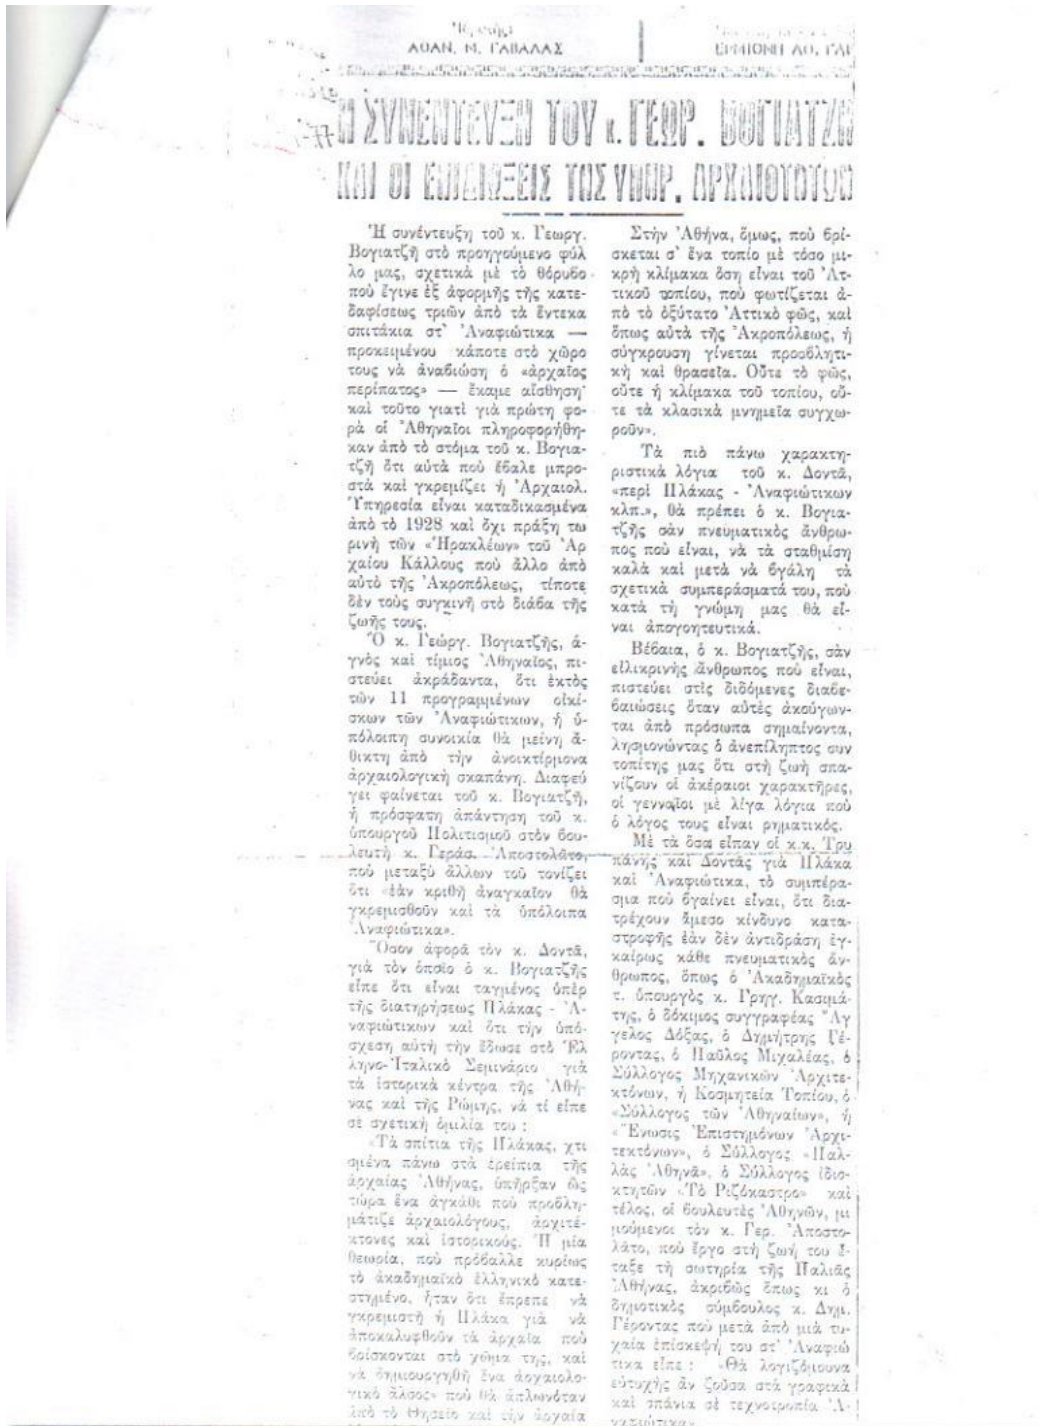 Ἱδρυτὴς
ΑΘΑΝ. Μ. ΓΑΒΑΛΑΣ
ΕΡΜΙΟΝΗ ΑΘ. ΓΑΒ
Η ΣΥΝΕΝΤΕΥΞΗ ΤΟΥ κ. ΓΕΩΡ. ΒΟΓΙΑΤΖΗ
ΚΑΙ ΟΙ ΕΠΙΔΙΩΞΕΙΣ ΤΗΣ ΥΠΗΡ. ΑΡΧΑΙΟΤΗΤΩΝ
Ἡ συνέντευξη τοῦ κ. Γεωργ.
Βογιατζῆ στὸ προηγούμενο φύλ
λο μας, σχετικὰ μὲ τὸ θόρυβο
ποὺ ἔγινε ἐξ ἀφορμῆς τῆς κατε-
δαφίσεως τριῶν ἀπὸ τὰ ἕντεκα
σπιτάκια στ' Ἀναφιώτικα —
προκειμένου κάποτε στὸ χῶρο
τους νὰ ἀναβιώση ὁ «ἀρχαῖος
περίπατος» — ἔκαμε αἴσθηση·
καὶ τοῦτο γιατὶ γιὰ πρώτη φο-
ρὰ οἱ Ἀθηναῖοι πληροφορήθη-
καν ἀπὸ τὸ στόμα τοῦ κ. Βογια-
τζῆ ὅτι αὐτὰ ποὺ ἔβαλε μπρο-
στὰ καὶ γκρεμίζει ἡ Ἀρχαιολ.
Ὑπηρεσία εἶναι καταδικασμένα
ἀπὸ τὸ 1928 καὶ ὄχι πράξη τω
ρινὴ τῶν «Ἡρακλέων» τοῦ Ἀρ
χαίου Κάλλους ποὺ ἄλλο ἀπὸ
αὐτὸ τῆς Ἀκροπόλεως, τίποτε
δὲν τοὺς συγκινῆ στὸ διάβα τῆς
ζωῆς τους.
Ὁ κ. Γεώργ. Βογιατζῆς, ἁ-
γνὸς καὶ τίμιος Ἀθηναῖος, πι-
στεύει ἀκράδαντα, ὅτι ἐκτὸς
τῶν 11 προγραμμένων οἰκί-
σκων τῶν Ἀναφιώτικων, ἡ ὑ-
πόλοιπη συνοικία θὰ μείνη ἄ-
θικτη ἀπὸ τὴν ἀνοικτίρμονα
ἀρχαιολογικὴ σκαπάνη. Διαφεύ
γει φαίνεται τοῦ κ. Βογιατζῆ,
ἡ πρόσφατη ἀπάντηση τοῦ κ.
ὑπουργοῦ Πολιτισμοῦ στὸν βου-
λευτὴ κ. Γεράσ. Ἀποστολᾶτο,
ποὺ μεταξὺ ἄλλων τοῦ τονίζει
ὅτι «ἐὰν κριθῆ ἀναγκαῖον θὰ
γκρεμισθοῦν καὶ τὰ ὑπόλοιπα
Ἀναφιώτικα».
Ὅσον ἀφορᾶ τὸν κ. Δοντᾶ,
γιὰ τὸν ὁποῖο ὁ κ. Βογιατζῆς
εἶπε ὅτι εἶναι ταγμένος ὑπὲρ
τῆς διατηρήσεως Πλάκας - Ἀ-
ναφιώτικων καὶ ὅτι τὴν ὑπό-
σχεση αὐτὴ τὴν ἔδωσε στὸ Ἑλ
ληνο-Ἰταλικὸ Σεμινάριο γιὰ
τὰ ἱστορικὰ κέντρα τῆς Ἀθή-
νας καὶ τῆς Ρώμης, νὰ τί εἶπε
σὲ σχετικὴ ὁμιλία του :
«Τὰ σπίτια τῆς Πλάκας, χτι
σμένα πάνω στὰ ἐρείπια τῆς
ἀρχαίας Ἀθήνας, ὑπῆρξαν ὣς
τώρα ἕνα ἀγκάθι ποὺ προβλη-
μάτιζε ἀρχαιολόγους, ἀρχιτέ-
κτονες καὶ ἱστορικούς. Ἡ μία
θεωρία, ποὺ πρόβαλλε κυρίως
τὸ ἀκαδημαϊκὸ ἑλληνικὸ κατε-
στημένο, ἦταν ὅτι ἔπρεπε νὰ
γκρεμιστῆ ἡ Πλάκα γιὰ νὰ
ἀποκαλυφθοῦν τὰ ἀρχαῖα ποὺ
βρίσκονται στὸ χῶμα της, καὶ
νὰ δημιουργηθῆ ἕνα ἀρχαιολο-
γικὸ ἄλσος» ποὺ θὰ ἁπλωνόταν
ἀπὸ τὸ Θησεῖο καὶ τὴν ἀρχαία
Στὴν Ἀθήνα, ὅμως, ποὺ βρί-
σκεται σ' ἕνα τοπίο μὲ τόσο μι-
κρὴ κλίμακα ὅση εἶναι τοῦ Ἀτ-
τικοῦ τοπίου, ποὺ φωτίζεται ἀ-
πὸ τὸ ὀξύτατο Ἀττικὸ φῶς, καὶ
ὅπως αὐτὰ τῆς Ἀκροπόλεως, ἡ
σύγκρουση γίνεται προσβλητι-
κὴ καὶ θρασεῖα. Οὔτε τὸ φῶς,
οὔτε ἡ κλίμακα τοῦ τοπίου, οὔ-
τε τὰ κλασικὰ μνημεῖα συγχω-
ροῦν».
Τὰ πιὸ πάνω χαρακτη-
ριστικὰ λόγια τοῦ κ. Δοντᾶ,
«περὶ Πλάκας - Ἀναφιώτικων
κλπ.», θὰ πρέπει ὁ κ. Βογια-
τζῆς σὰν πνευματικὸς ἄνθρω-
πος ποὺ εἶναι, νὰ τὰ σταθμίση
καλὰ καὶ μετὰ νὰ βγάλη τὰ
σχετικὰ συμπεράσματά του, ποὺ
κατὰ τὴ γνώμη μας θὰ εἶ-
ναι ἀπογοητευτικά.
Βέβαια, ὁ κ. Βογιατζῆς, σὰν
εἰλικρινὴς ἄνθρωπος ποὺ εἶναι,
πιστεύει στὶς διδόμενες διαβε-
βαιώσεις ὅταν αὐτὲς ἀκούγων-
ται ἀπὸ πρόσωπα σημαίνοντα,
λησμονώντας ὁ ἀνεπίληπτος συν
τοπίτης μας ὅτι στὴ ζωὴ σπα-
νίζουν οἱ ἀκέραιοι χαρακτῆρες,
οἱ γενναῖοι μὲ λίγα λόγια ποὺ
ὁ λόγος τους εἶναι ρηματικός.
Μὲ τὰ ὅσα εἶπαν οἱ κ.κ. Τρυ
πάνης καὶ Δοντᾶς γιὰ Πλάκα
καὶ Ἀναφιώτικα, τὸ συμπέρα-
σμα ποὺ βγαίνει εἶναι, ὅτι δια-
τρέχουν ἄμεσο κίνδυνο κατα-
στροφῆς ἐὰν δὲν ἀντιδράση ἐγ-
καίρως κάθε πνευματικὸς ἄν-
θρωπος, ὅπως ὁ Ἀκαδημαϊκὸς
τ. ὑπουργὸς κ. Γρηγ. Κασιμά-
της, ὁ δόκιμος συγγραφέας Ἄγ
γελος Δόξας, ὁ Δημήτρης Γέ-
ροντας, ὁ Παῦλος Μιχαλέας, ὁ
Σύλλογος Μηχανικῶν Ἀρχιτε-
κτόνων, ἡ Κοσμητεία Τοπίου, ὁ
«Σύλλογος τῶν Ἀθηναίων», ἡ
«Ἕνωσις Ἐπιστημόνων Ἀρχι-
τεκτόνων», ὁ Σύλλογος «Παλ-
λὰς Ἀθηνᾶ», ὁ Σύλλογος ἰδιο-
κτητῶν «Τὸ Ριζόκαστρο» καὶ
τέλος, οἱ βουλευτὲς Ἀθηνῶν, μι
μούμενοι τὸν κ. Γερ. Ἀποστο-
λᾶτο, ποὺ ἔργο στὴ ζωή του ἔ-
ταξε τὴ σωτηρία τῆς Παλιᾶς
Ἀθήνας, ἀκριβῶς ὅπως κι ὁ
δημοτικὸς σύμβουλος κ. Δημ.
Γέροντας ποὺ μετὰ ἀπὸ μιὰ τυ-
χαία ἐπίσκεψή του στ' Ἀναφιώ
τικα εἶπε : «Θὰ λογιζόμουνα
εὐτυχὴς ἂν ζοῦσα στὰ γραφικὰ
καὶ σπάνια σὲ τεχνοτροπία Ἀ-
ναφιώτικα»